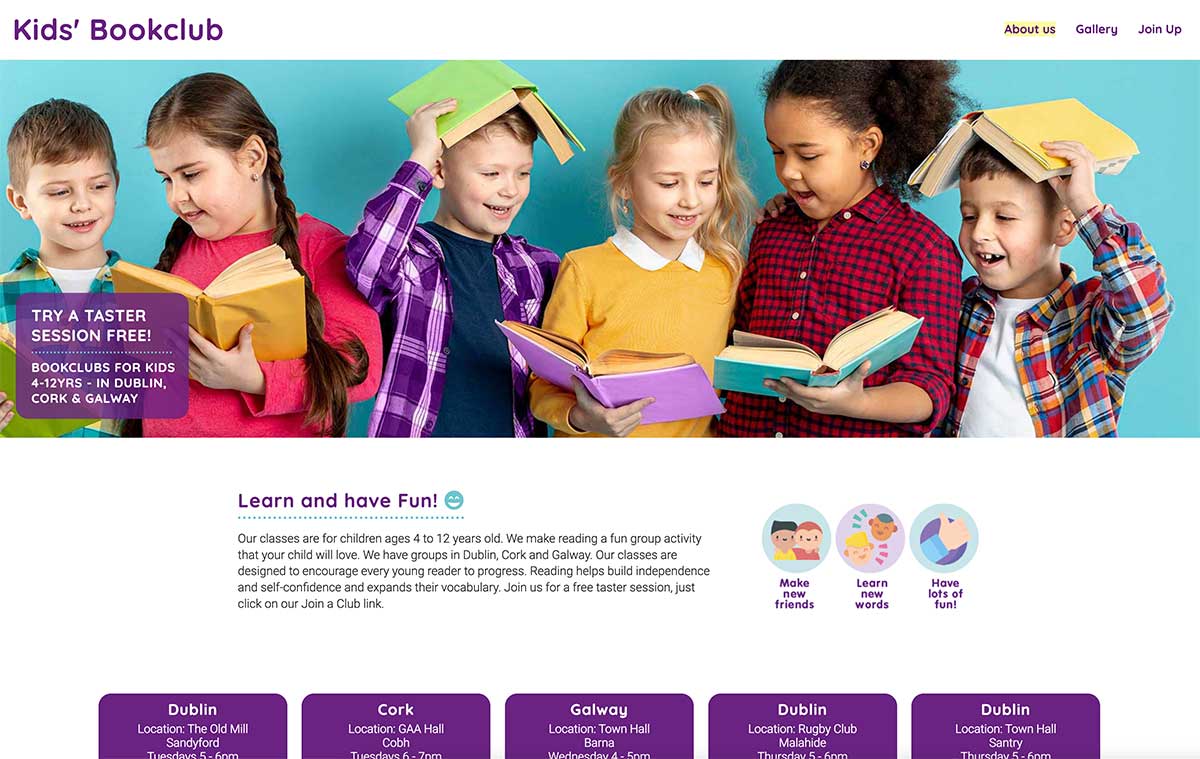 Kids' Bookclub
About us
Gallery
Join Up
TRY A TASTER
SESSION FREE!
BOOKCLUBS FOR KIDS
4-12YRS - IN DUBLIN,
CORK & GALWAY
Learn and have Fun!
Our classes are for children ages 4 to 12 years old. We make reading a fun group activity
that your child will love. We have groups in Dublin, Cork and Galway. Our classes are
designed to encourage every young reader to progress. Reading helps build independence
and self-confidence and expands their vocabulary. Join us for a free taster session, just
click on our Join a Club link.
Make
new
friends
Learn
new
words
Have
lots of
fun!
Dublin
Location: The Old Mill
Sandyford
Tuesdays 5 - 6pm
Cork
Location: GAA Hall
Cobh
Tuesdays 6 - 7pm
Galway
Location: Town Hall
Barna
Wednesday 4 - 5pm
Dublin
Location: Rugby Club
Malahide
Thursday 5 - 6pm
Dublin
Location: Town Hall
Santry
Thursday 5 - 6pm